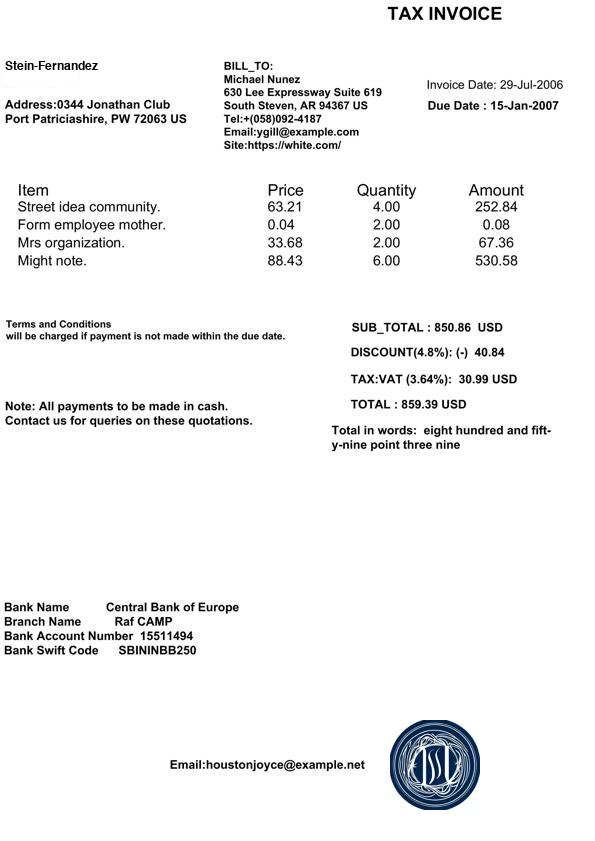 TAX INVOICE
Stein-Fernandez
Address:0344 Jonathan Club
Port Patriciashire, PW 72063 US
BILL_TO:
Michael Nunez
630 Lee Expressway Suite 619
South Steven, AR 94367 US
Tel:+(058)092-4187
Email:ygill@example.com
Site:https://white.com/
Invoice Date: 29-Jul-2006
Due Date : 15-Jan-2007
Item Price Quantity Amount
Street idea community. 63.21 4.00 252.84
Form employee mother. 0.04 2.00 0.08
Mrs organization. 33.68 2.00 67.36
Might note. 88.43 6.00 530.58
Terms and Conditions
will be charged if payment is not made within the due date.
SUB_TOTAL : 850.86 USD
DISCOUNT(4.8%): (-) 40.84
TAX:VAT (3.64%): 30.99 USD
TOTAL : 859.39 USD
Note: All payments to be made in cash.
Contact us for queries on these quotations.
Total in words: eight hundred and fift-
y-nine point three nine
Bank Name Central Bank of Europe
Branch Name Raf CAMP
Bank Account Number 15511494
Bank Swift Code SBININBB250
Email:houstonjoyce@example.net